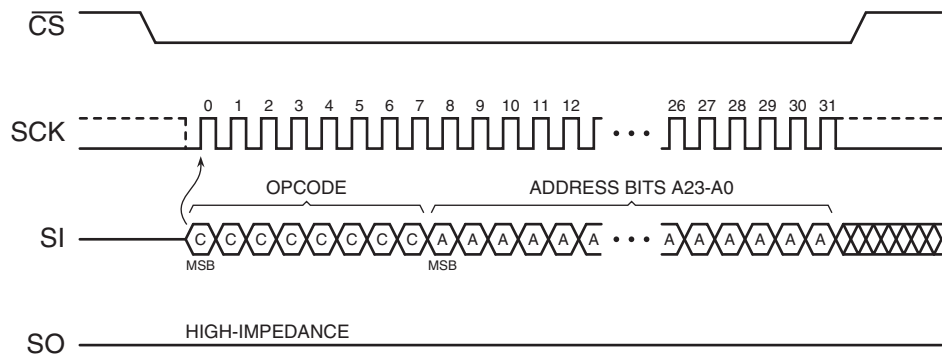 CS
0 1 2 3 4 5 6 7 8 9 10 11 12 26 27 28 29 30 31
SCK
OPCODE ADDRESS BITS A23-A0
SI C C C C C C C C A A A A A A A A A A A A
MSB MSB
HIGH-IMPEDANCE
SO